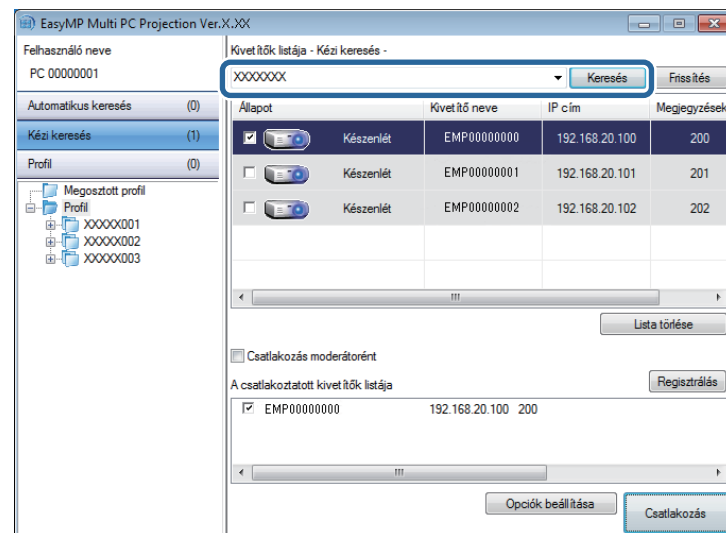 EasyMP Multi PC Projection Ver.X.XX
Felhasználó neve
PC 00000001
Automatikus keresés (0)
Kézi keresés (1)
Profil (0)
Megosztott profil
Profil
XXXXX001
XXXXX002
XXXXX003
Kivetítők listája - Kézi keresés -
XXXXXXX Keresés Frissítés
Állapot Kivetítő neve IP cím Megjegyzések
Készenlét EMP00000000 192.168.20.100 200
Készenlét EMP00000001 192.168.20.101 201
Készenlét EMP00000002 192.168.20.102 202
Lista törlése
Csatlakozás moderátorént
A csatlakoztatott kivetítők listája Regisztrálás
EMP00000000 192.168.20.100 200
Opciók beállítása Csatlakozás